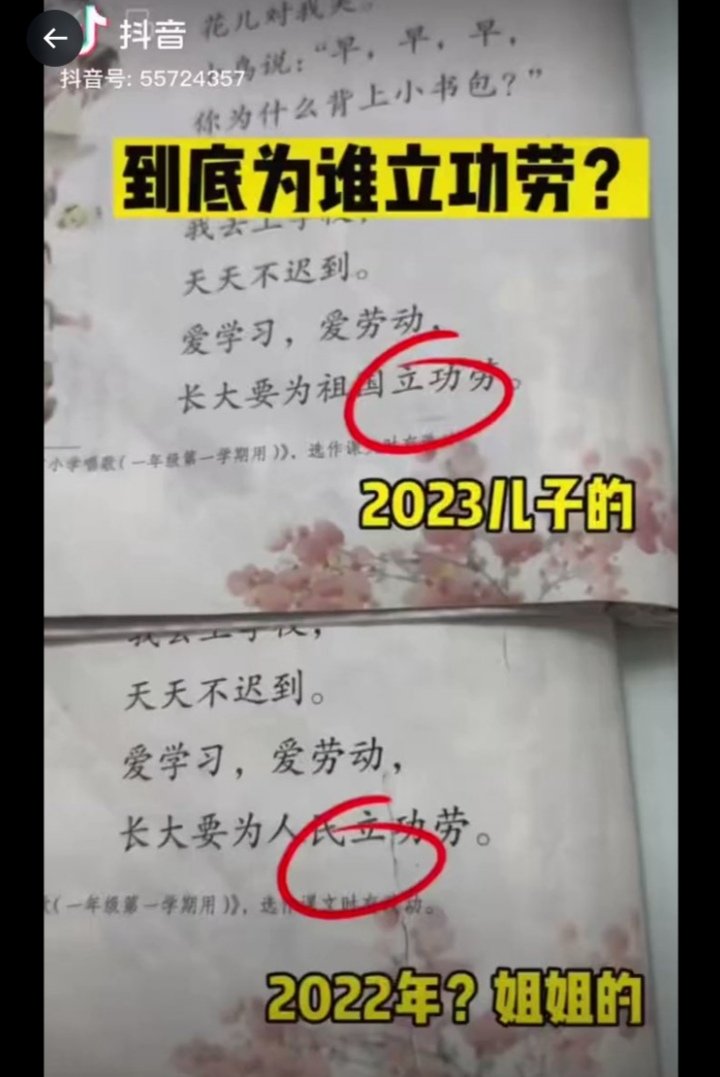 抖音
抖音号: 55724357
花儿对我笑。
小鸟说：“早，早，早，
你为什么背上小书包？”
到底为谁立功劳？
我去上学校，
天天不迟到。
爱学习，爱劳动，
长大要为祖国立功劳。
小学唱歌(一年级第一学期用)》，选作课文时有
2023儿子的
我去上学校，
天天不迟到。
爱学习，爱劳动，
长大要为人民立功劳。
(一年级第一学期用)》，选作课文时有改动。
2022年？姐姐的